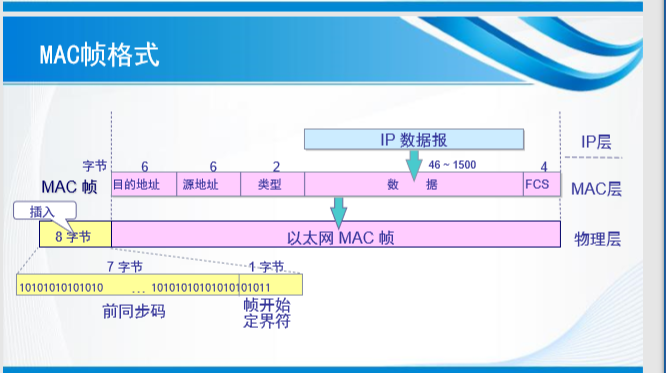 MAC帧格式
IP 数据报
IP层
字节 6 6 2 46 ~ 1500 4
MAC 帧 目的地址 源地址 类型 数 据 FCS MAC层
插入
8 字节 以太网 MAC 帧 物理层
7 字节 1 字节
10101010101010 … 10101010101010101011
前同步码 帧开始
定界符